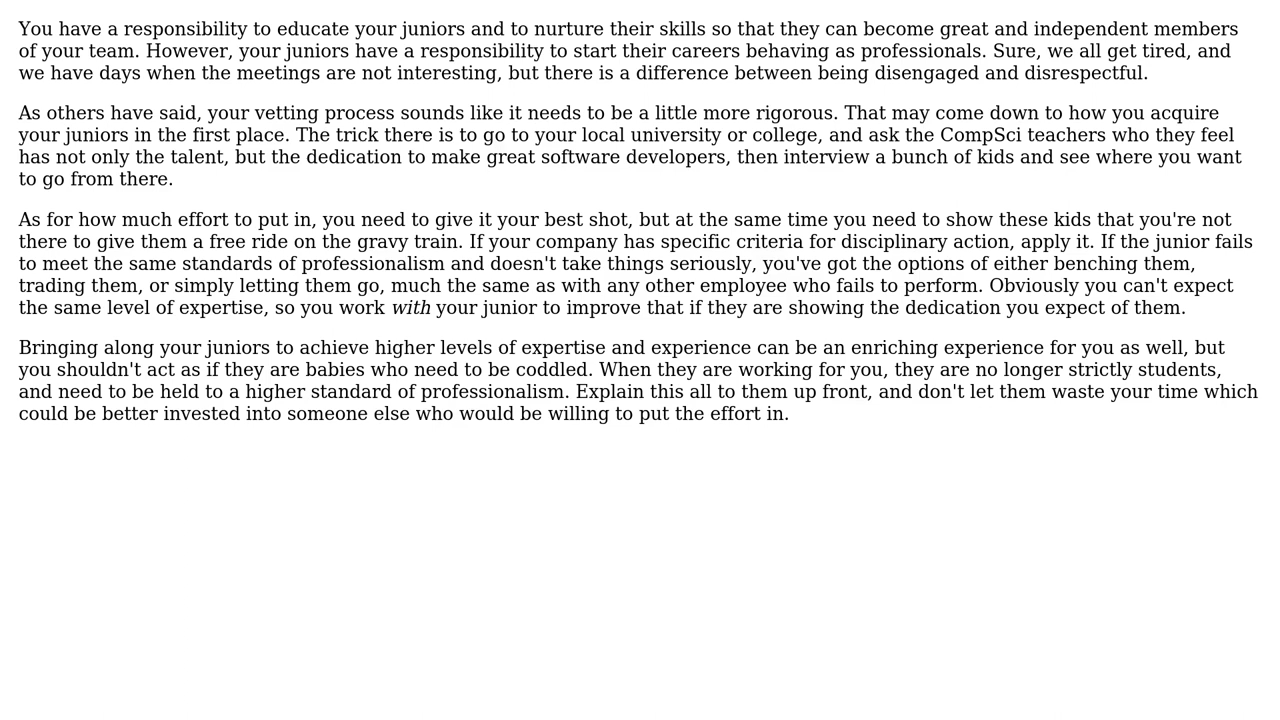 You have a responsibility to educate your juniors and to nurture their skills so that they can become great and independent members
of your team. However, your juniors have a responsibility to start their careers behaving as professionals. Sure, we all get tired, and
we have days when the meetings are not interesting, but there is a difference between being disengaged and disrespectful.
As others have said, your vetting process sounds like it needs to be a little more rigorous. That may come down to how you acquire
your juniors in the first place. The trick there is to go to your local university or college, and ask the CompSci teachers who they feel
has not only the talent, but the dedication to make great software developers, then interview a bunch of kids and see where you want
to go from there.
As for how much effort to put in, you need to give it your best shot, but at the same time you need to show these kids that you're not
there to give them a free ride on the gravy train. If your company has specific criteria for disciplinary action, apply it. If the junior fails
to meet the same standards of professionalism and doesn't take things seriously, you've got the options of either benching them,
trading them, or simply letting them go, much the same as with any other employee who fails to perform. Obviously you can't expect
the same level of expertise, so you work with your junior to improve that if they are showing the dedication you expect of them.
Bringing along your juniors to achieve higher levels of expertise and experience can be an enriching experience for you as well, but
you shouldn't act as if they are babies who need to be coddled. When they are working for you, they are no longer strictly students,
and need to be held to a higher standard of professionalism. Explain this all to them up front, and don't let them waste your time which
could be better invested into someone else who would be willing to put the effort in.